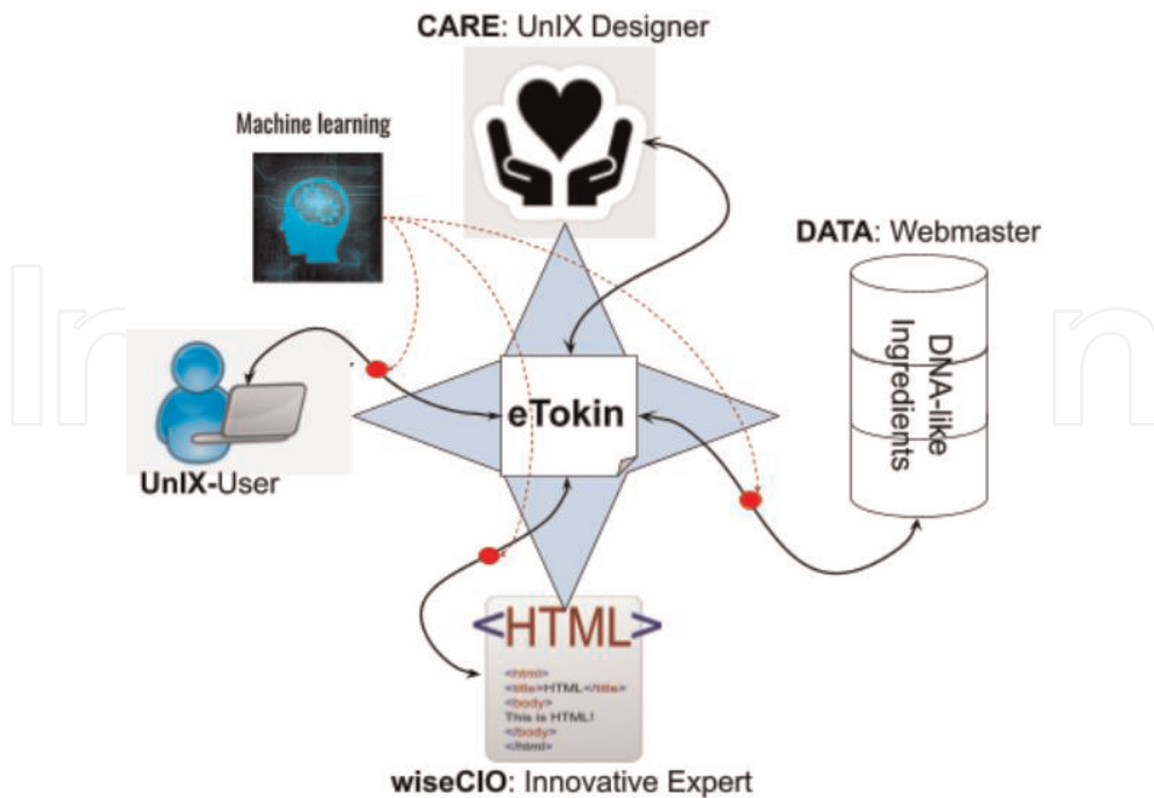 CARE: UnIX Designer
Machine learning
DATA: Webmaster
DNA-like
Ingredients
eTokin
UnIX-User
<HTML>
<html>
<title>HTML</title>
<body>
This is HTML!
</body>
</html>
wiseCIO: Innovative Expert